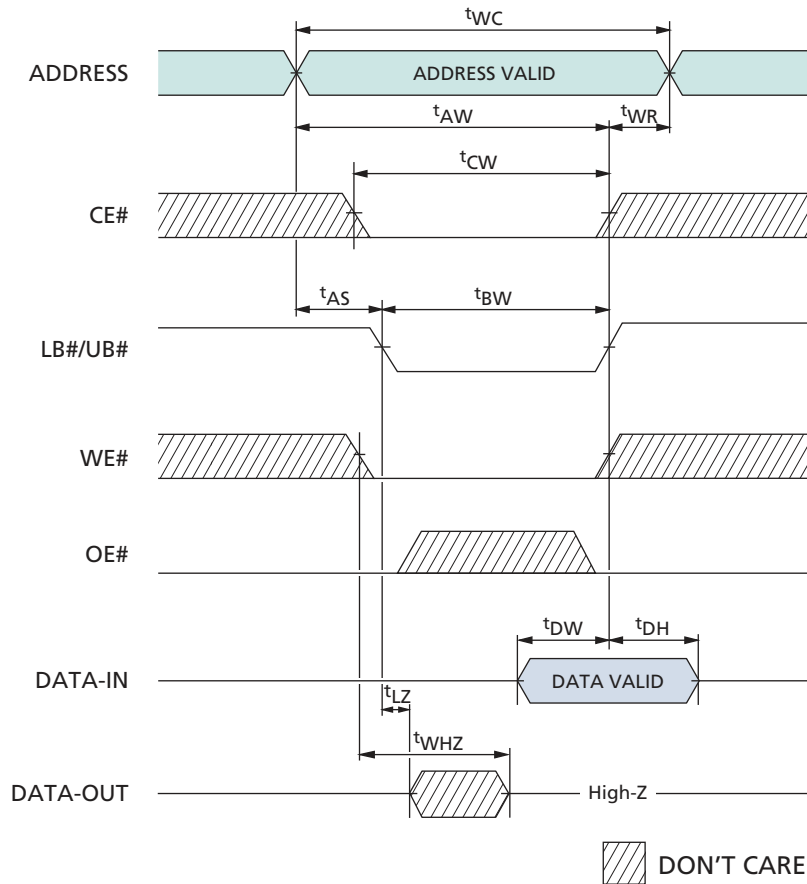 tWC
ADDRESS
ADDRESS VALID
tAW
tWR
tCW
CE#
tAS
tBW
LB#/UB#
WE#
OE#
tDW
tDH
DATA-IN
DATA VALID
tLZ
tWHZ
DATA-OUT
High-Z
DON'T CARE